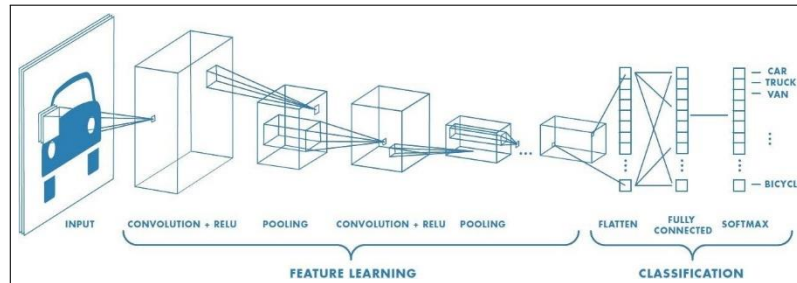 CAR
TRUCK
VAN
BICYCL
INPUT
CONVOLUTION + RELU
POOLING
CONVOLUTION + RELU
POOLING
FLATTEN
FULLY
CONNECTED
SOFTMAX
FEATURE LEARNING
CLASSIFICATION